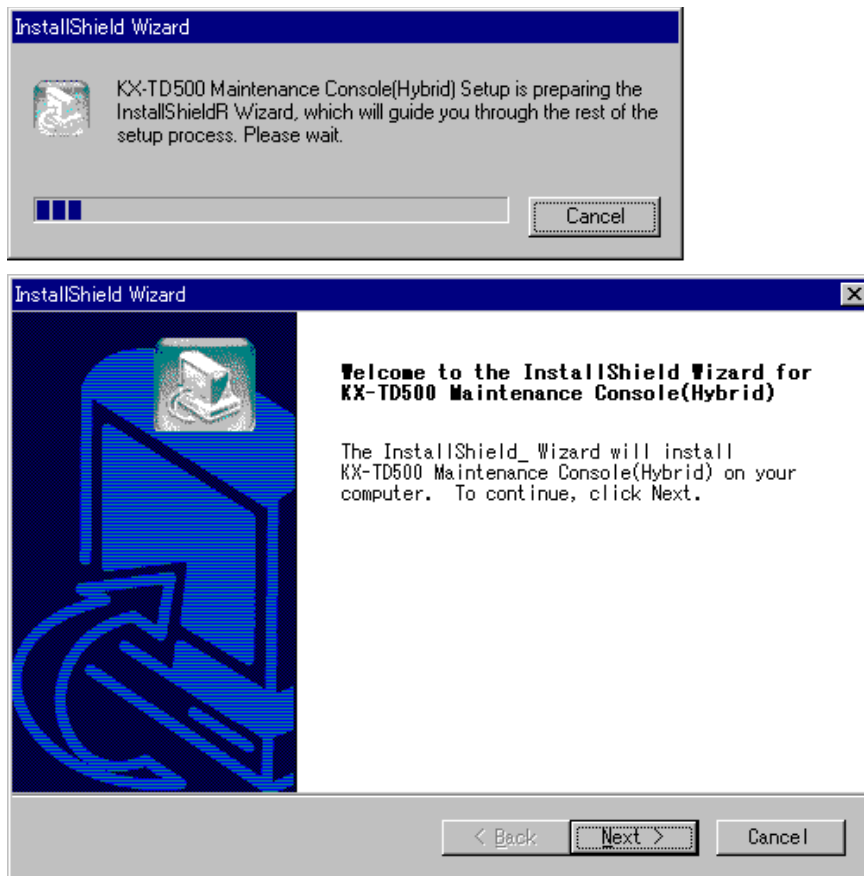 InstallShield Wizard
KX-TD500 Maintenance Console(Hybrid) Setup is preparing the
InstallShieldR Wizard, which will guide you through the rest of the
setup process. Please wait.
Cancel
InstallShield Wizard
Welcome to the InstallShield Wizard for
KX-TD500 Maintenance Console(Hybrid)
The InstallShield_ Wizard will install
KX-TD500 Maintenance Console(Hybrid) on your
computer.  To continue, click Next.
< Back
Next >
Cancel